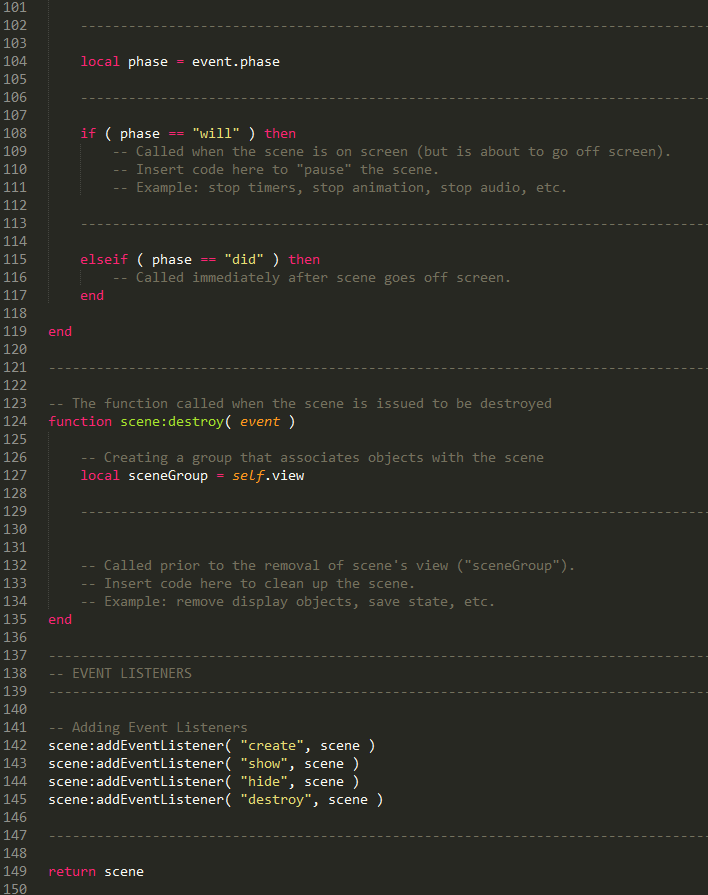 101
102 -------------------------------------------------------------------------------
103
104 local phase = event.phase
105
106 -------------------------------------------------------------------------------
107
108 if ( phase == "will" ) then
109 -- Called when the scene is on screen (but is about to go off screen).
110 -- Insert code here to "pause" the scene.
111 -- Example: stop timers, stop animation, stop audio, etc.
112
113 -------------------------------------------------------------------------------
114
115 elseif ( phase == "did" ) then
116 -- Called immediately after scene goes off screen.
117 end
118
119 end
120
121 -----------------------------------------------------------------------------------
122
123 -- The function called when the scene is issued to be destroyed
124 function scene:destroy( event )
125
126 -- Creating a group that associates objects with the scene
127 local sceneGroup = self.view
128
129 -------------------------------------------------------------------------------
130
131
132 -- Called prior to the removal of scene's view ("sceneGroup").
133 -- Insert code here to clean up the scene.
134 -- Example: remove display objects, save state, etc.
135 end
136
137 -----------------------------------------------------------------------------------
138 -- EVENT LISTENERS
139 -----------------------------------------------------------------------------------
140
141 -- Adding Event Listeners
142 scene:addEventListener( "create", scene )
143 scene:addEventListener( "show", scene )
144 scene:addEventListener( "hide", scene )
145 scene:addEventListener( "destroy", scene )
146
147 -----------------------------------------------------------------------------------
148
149 return scene
150